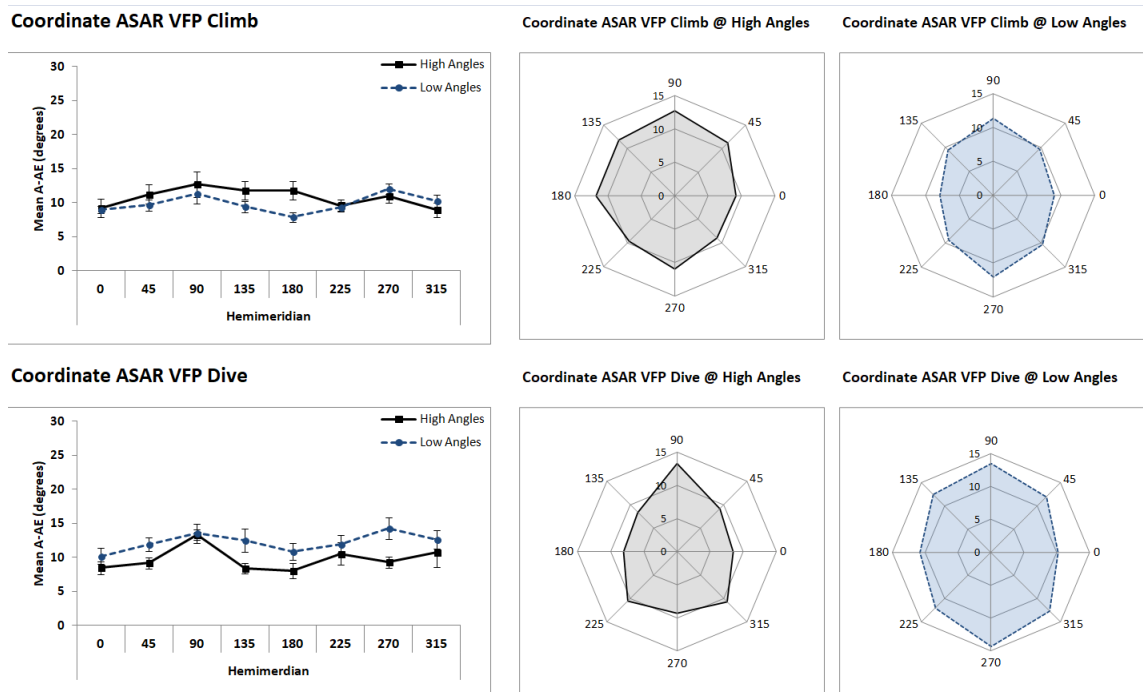 Coordinate ASAR VFP Climb
Coordinate ASAR VFP Climb @ High Angles
Coordinate ASAR VFP Climb @ Low Angles
Mean A-AE (degrees)
30
25
20
15
10
5
0
High Angles
Low Angles
0 45 90 135 180 225 270 315
Hemimeridian
90
135 15 45
10
5
180 0 0
225 315
270
90
135 15 45
10
5
180 0 0
225 315
270
Coordinate ASAR VFP Dive
Coordinate ASAR VFP Dive @ High Angles
Coordinate ASAR VFP Dive @ Low Angles
Mean A-AE (degrees)
30
25
20
15
10
5
0
High Angles
Low Angles
0 45 90 135 180 225 270 315
Hemimerdian
90
135 15 45
10
5
180 0 0
225 315
270
90
135 15 45
10
5
180 0 0
225 315
270